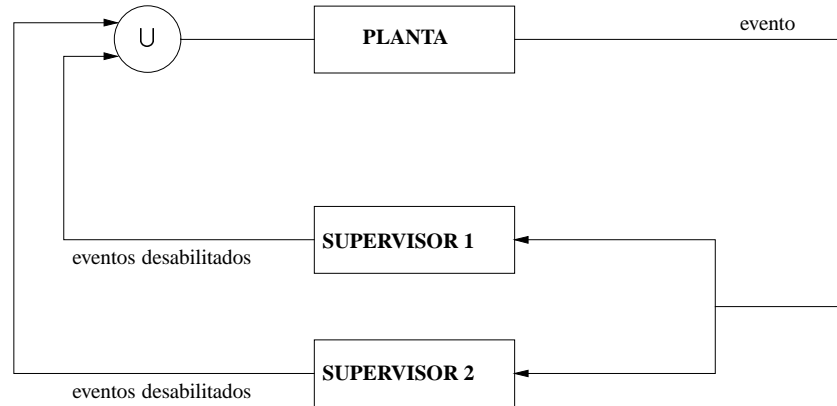 evento
U
PLANTA
SUPERVISOR 1
eventos desabilitados
SUPERVISOR 2
eventos desabilitados